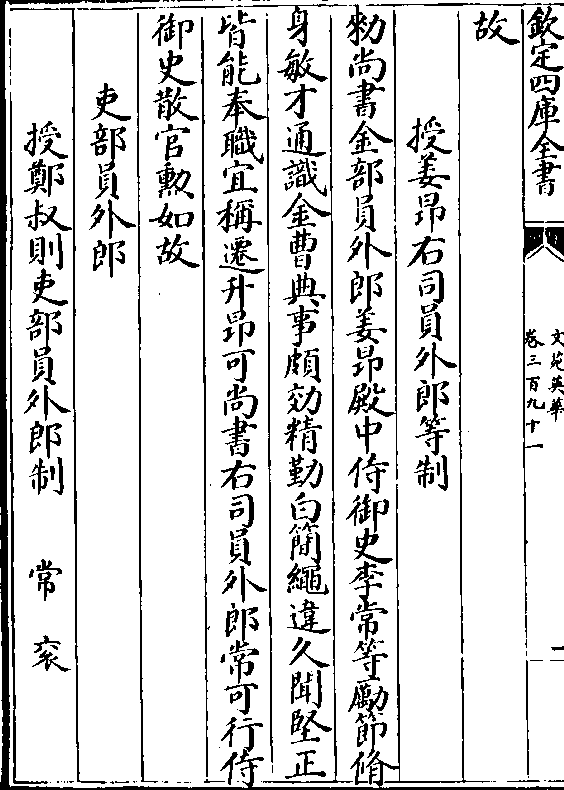 欽定四庫全書
文苑英華
卷三百九十一
一
故
授姜昂右司員外郎等制
勑尚書金部員外郎姜昂殿中侍御史李常等勵節脩
身敏才通識金曹典事頗効精勤白簡繩違久聞堅正
皆能奉職宜稱遷升昂可尚書右司員外郎常可行侍
御史散官勲如故
吏部員外郎
授鄭叔則吏部員外郎制 常衮